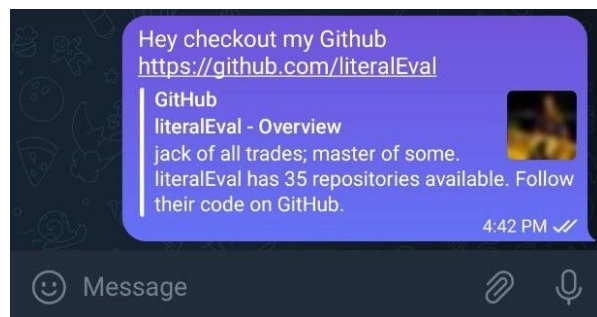 Hey checkout my Github
https://github.com/literalEval
GitHub
literalEval - Overview
jack of all trades; master of some.
literalEval has 35 repositories available. Follow
their code on GitHub.
4:42 PM
Message